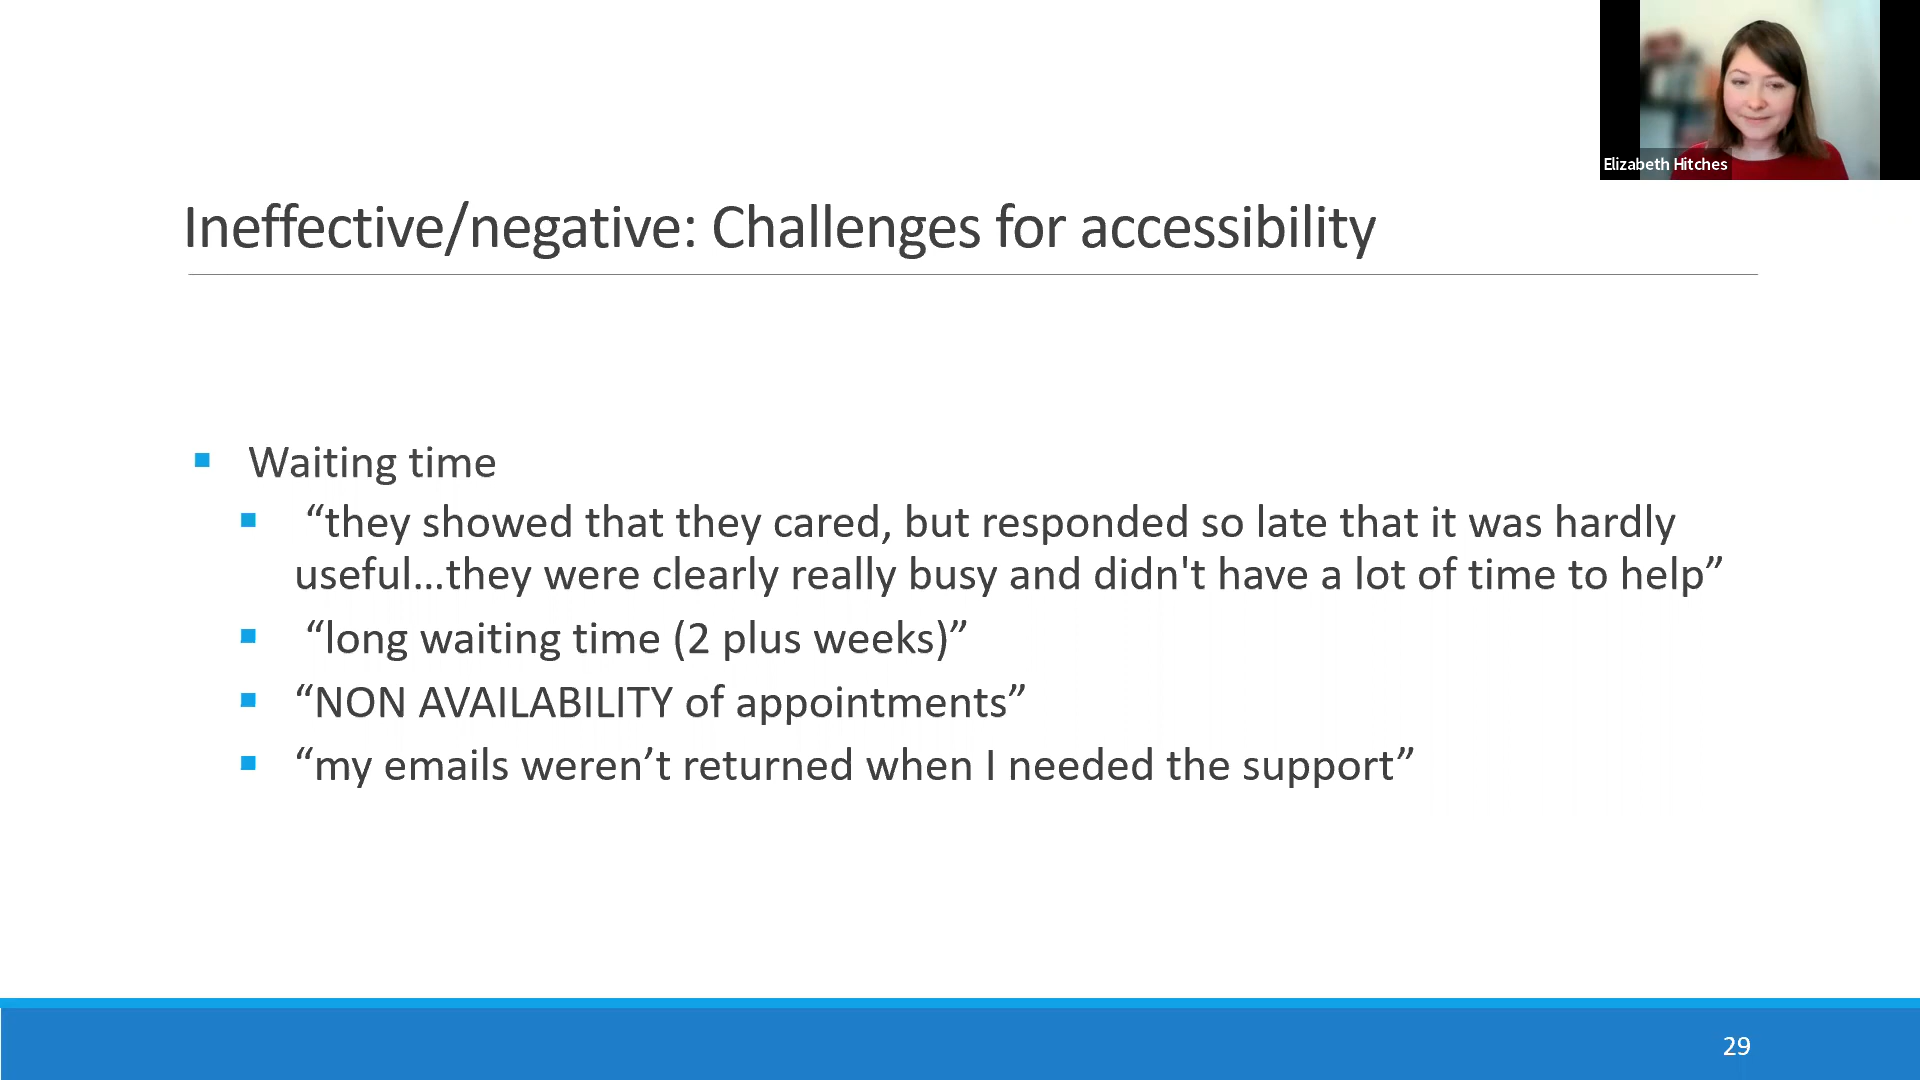 Elizabeth Hitches
Ineffective/negative: Challenges for accessibility
Waiting time
“they showed that they cared, but responded so late that it was hardly
useful…they were clearly really busy and didn't have a lot of time to help”
“long waiting time (2 plus weeks)”
“NON AVAILABILITY of appointments”
“my emails weren’t returned when I needed the support”
29